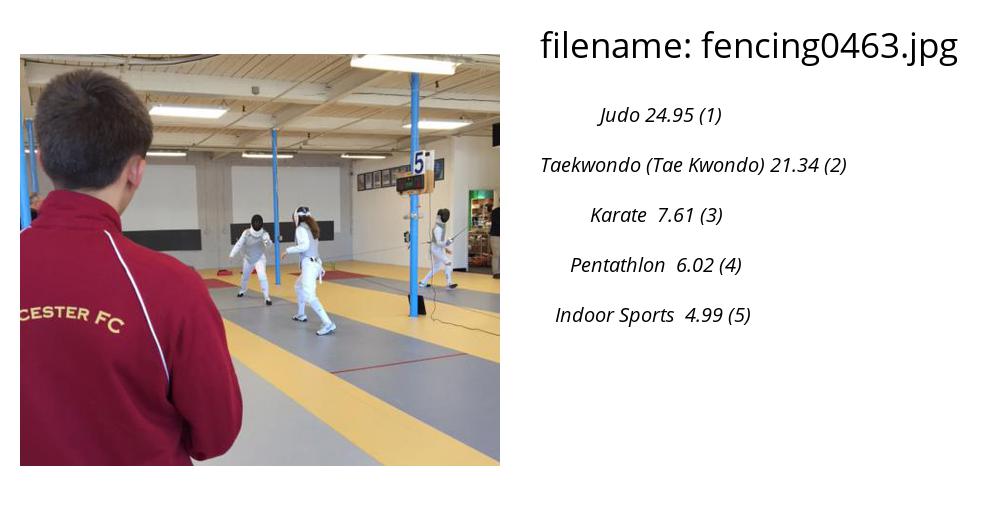 filename: fencing0463.jpg
Judo 24.95 (1)
Taekwondo (Tae Kwondo) 21.34 (2)
Karate 7.61 (3)
Pentathlon 6.02 (4)
Indoor Sports 4.99 (5)
5
CESTER FC